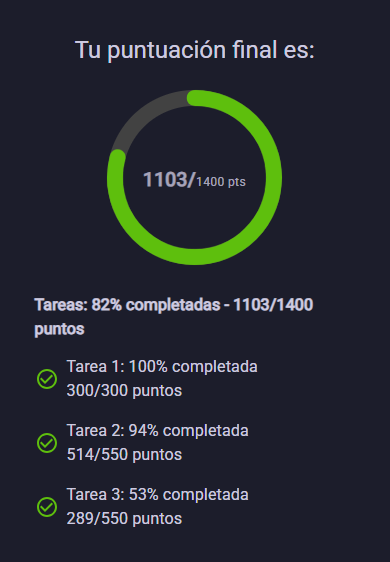 Tu puntuación final es:
1103/1400 pts
Tareas: 82% completadas - 1103/1400
puntos
Tarea 1: 100% completada
300/300 puntos
Tarea 2: 94% completada
514/550 puntos
Tarea 3: 53% completada
289/550 puntos